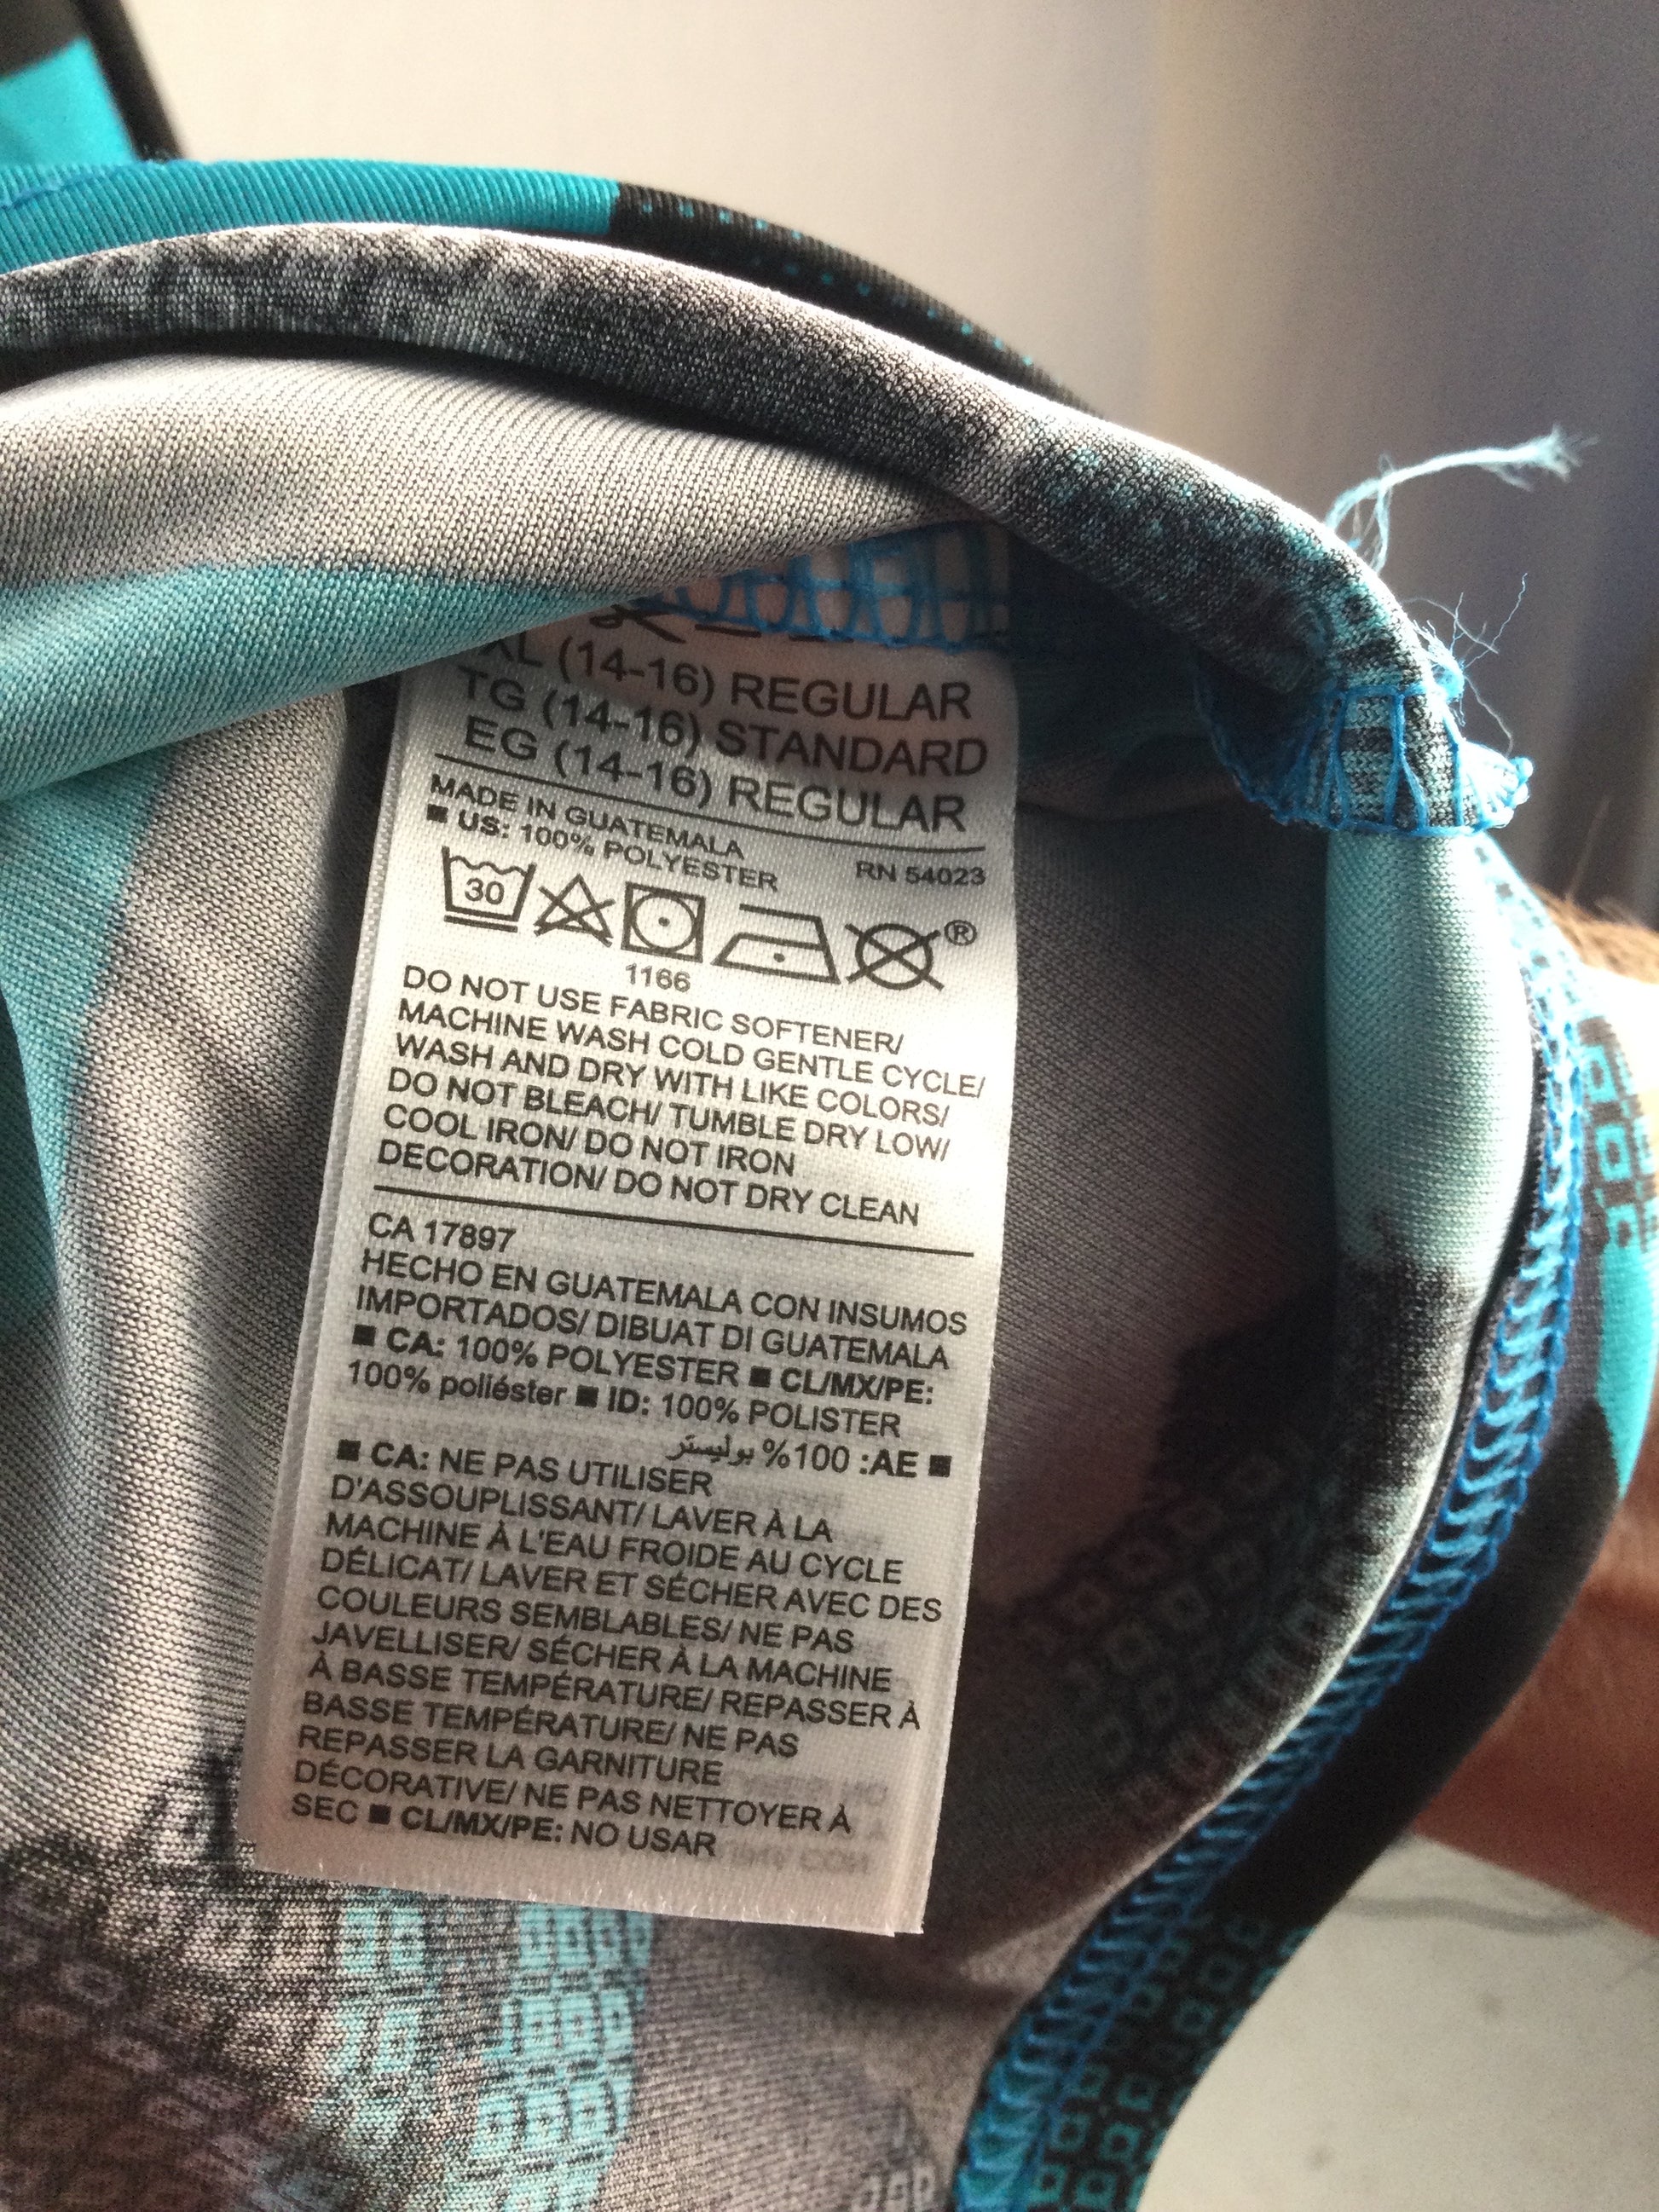 XL (14-16) REGULAR
TG (14-16) STANDARD
EG (14-16) REGULAR
MADE IN GUATEMALA
■ US: 100% POLYESTER RN 54023
30
®
1166
DO NOT USE FABRIC SOFTENER/
MACHINE WASH COLD GENTLE CYCLE/
WASH AND DRY WITH LIKE COLORS/
DO NOT BLEACH/ TUMBLE DRY LOW/
COOL IRON/ DO NOT IRON
DECORATION/ DO NOT DRY CLEAN
CA 17897
HECHO EN GUATEMALA CON INSUMOS
IMPORTADOS/ DIBUAT DI GUATEMALA
■ CA: 100% POLYESTER ■ CL/MX/PE:
100% poliéster ■ ID: 100% POLISTER
■ AE: 100% بوليستر
■ CA: NE PAS UTILISER
D'ASSOUPLISSANT/ LAVER À LA
MACHINE À L'EAU FROIDE AU CYCLE
DÉLICAT/ LAVER ET SÉCHER AVEC DES
COULEURS SEMBLABLES/ NE PAS
JAVELLISER/ SÉCHER À LA MACHINE
À BASSE TEMPÉRATURE/ REPASSER À
BASSE TEMPÉRATURE/ NE PAS
REPASSER LA GARNITURE
DÉCORATIVE/ NE PAS NETTOYER À
SEC ■ CL/MX/PE: NO USAR